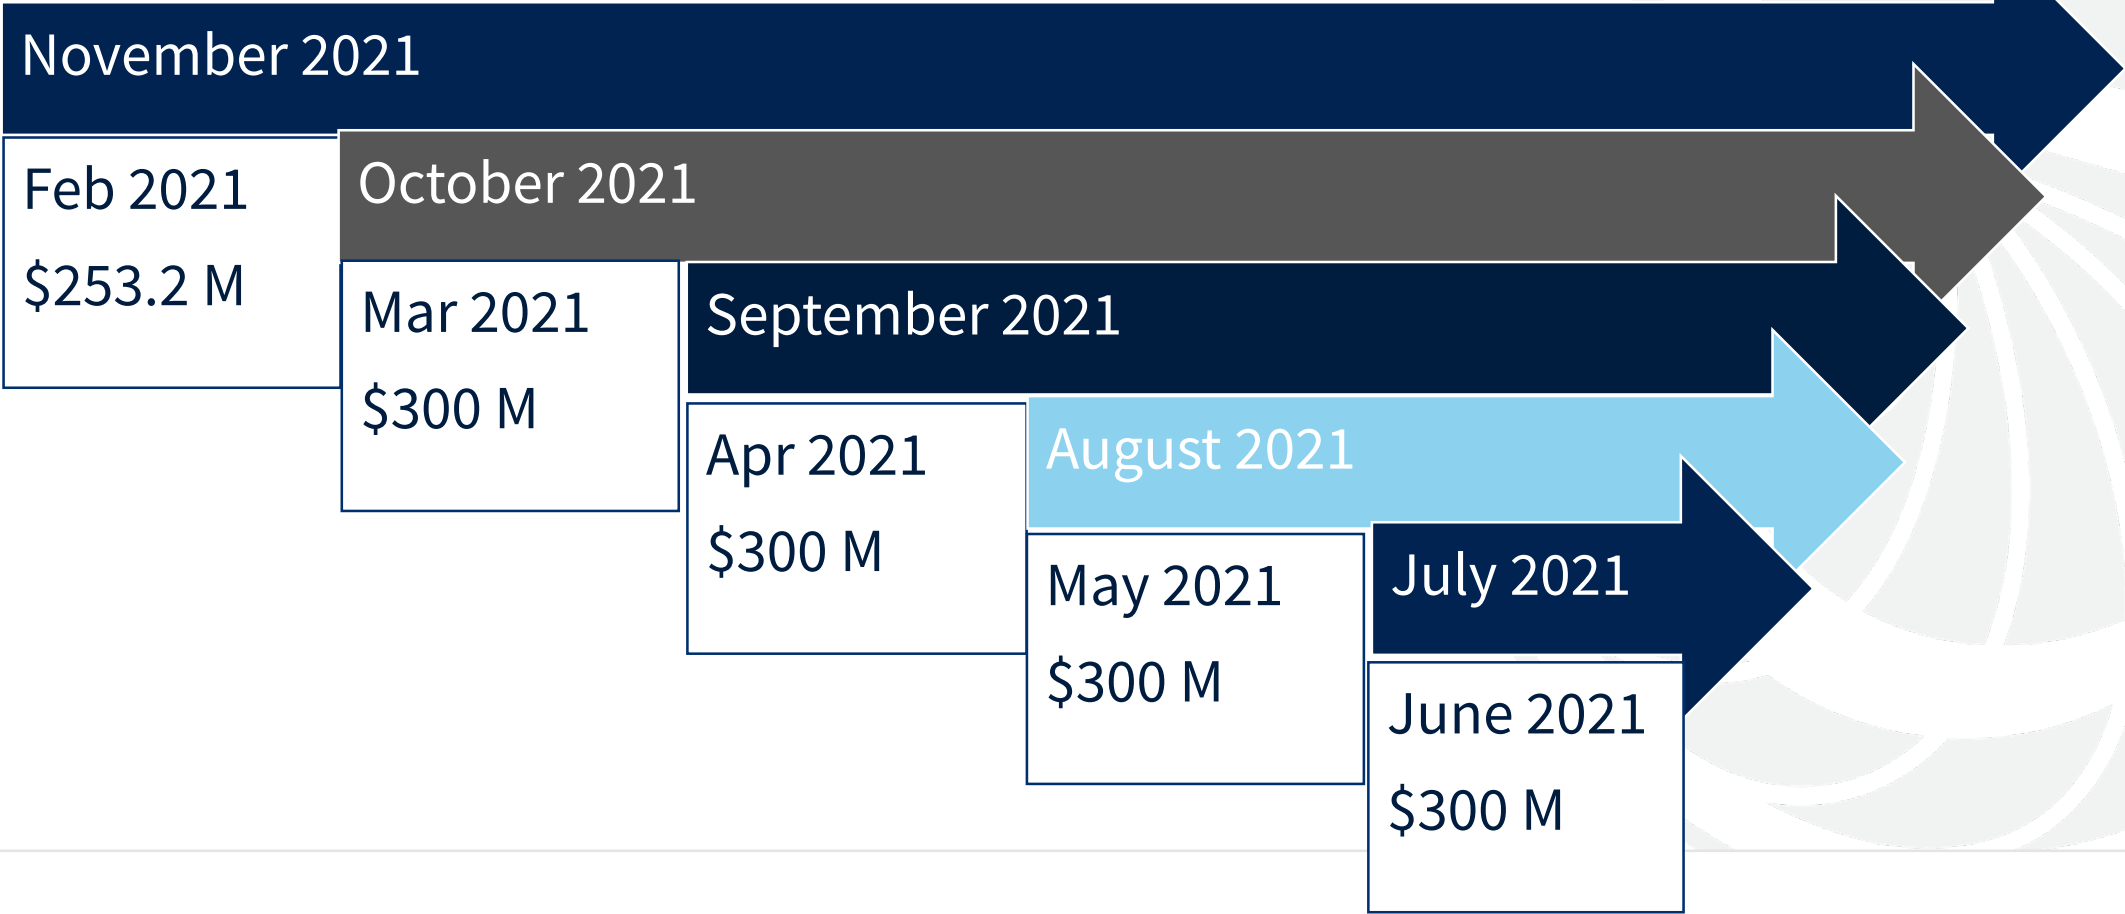 November 2021
Feb 2021
$253.2 M
October 2021
Mar 2021
$300 M
September 2021
Apr 2021
$300 M
August 2021
May 2021
$300 M
July 2021
June 2021
$300 M